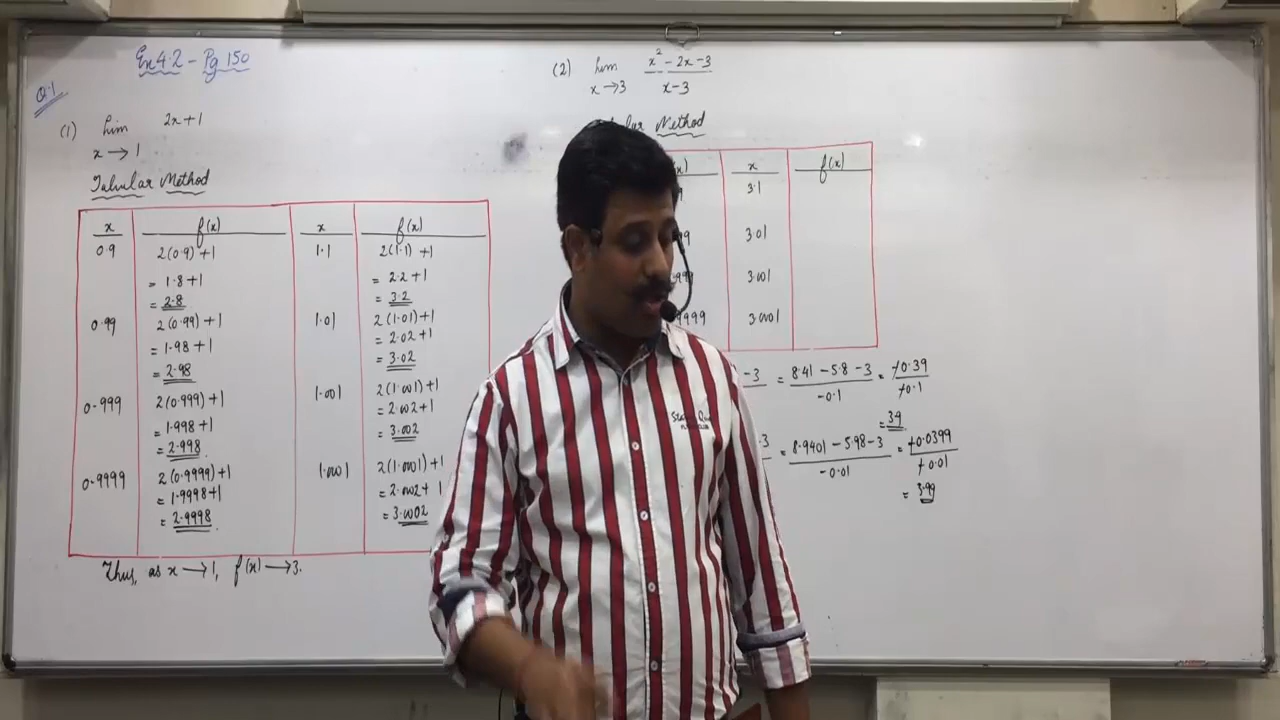 Ex 4.2 - Pg 150
Q.1
(1) lim 2x+1
x → 1
Tabular Method
x f(x) x f(x)
0.9 2(0.9)+1 1.1 2(1.1)+1
= 1.8+1 = 2.2+1
= 2.8 = 3.2
0.99 2(0.99)+1 1.01 2(1.01)+1
= 1.98+1 = 2.02+1
= 2.98 = 3.02
0.999 2(0.999)+1 1.001 2(1.001)+1
= 1.998+1 = 2.002+1
= 2.998 = 3.002
0.9999 2(0.9999)+1 1.0001 2(1.0001)+1
= 1.9998+1 = 2.0002+1
= 2.9998 = 3.0002
Thus, as x → 1, f(x) → 3.
(2) lim x² - 2x - 3
x → 3 x - 3
Method
x f(x)
3.1
3.01
3.001
3.0001
-3 = 8.41 - 5.8 - 3 = -0.39
-0.1 -0.1
= 3.9
.3 = 8.9401 - 5.98 - 3 = -0.0399
-0.01 -0.01
= 3.99